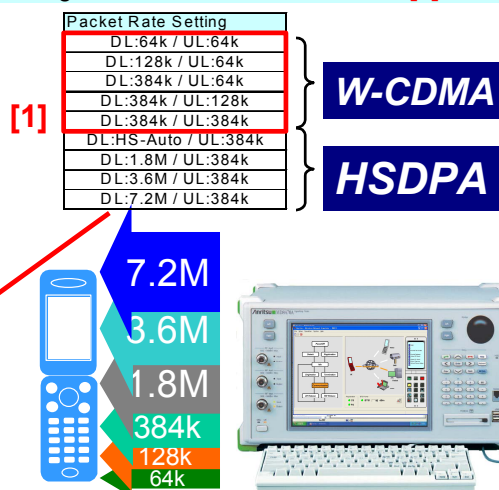 Packet Rate Setting
DL:64k / UL:64k
DL:128k / UL:64k
DL:384k / UL:64k
DL:384k / UL:128k
DL:384k / UL:384k
DL:HS-Auto / UL:384k
DL:1.8M / UL:384k
DL:3.6M / UL:384k
DL:7.2M / UL:384k
[1]
W-CDMA
HSDPA
7.2M
3.6M
1.8M
384k
128k
64k
Anritsu